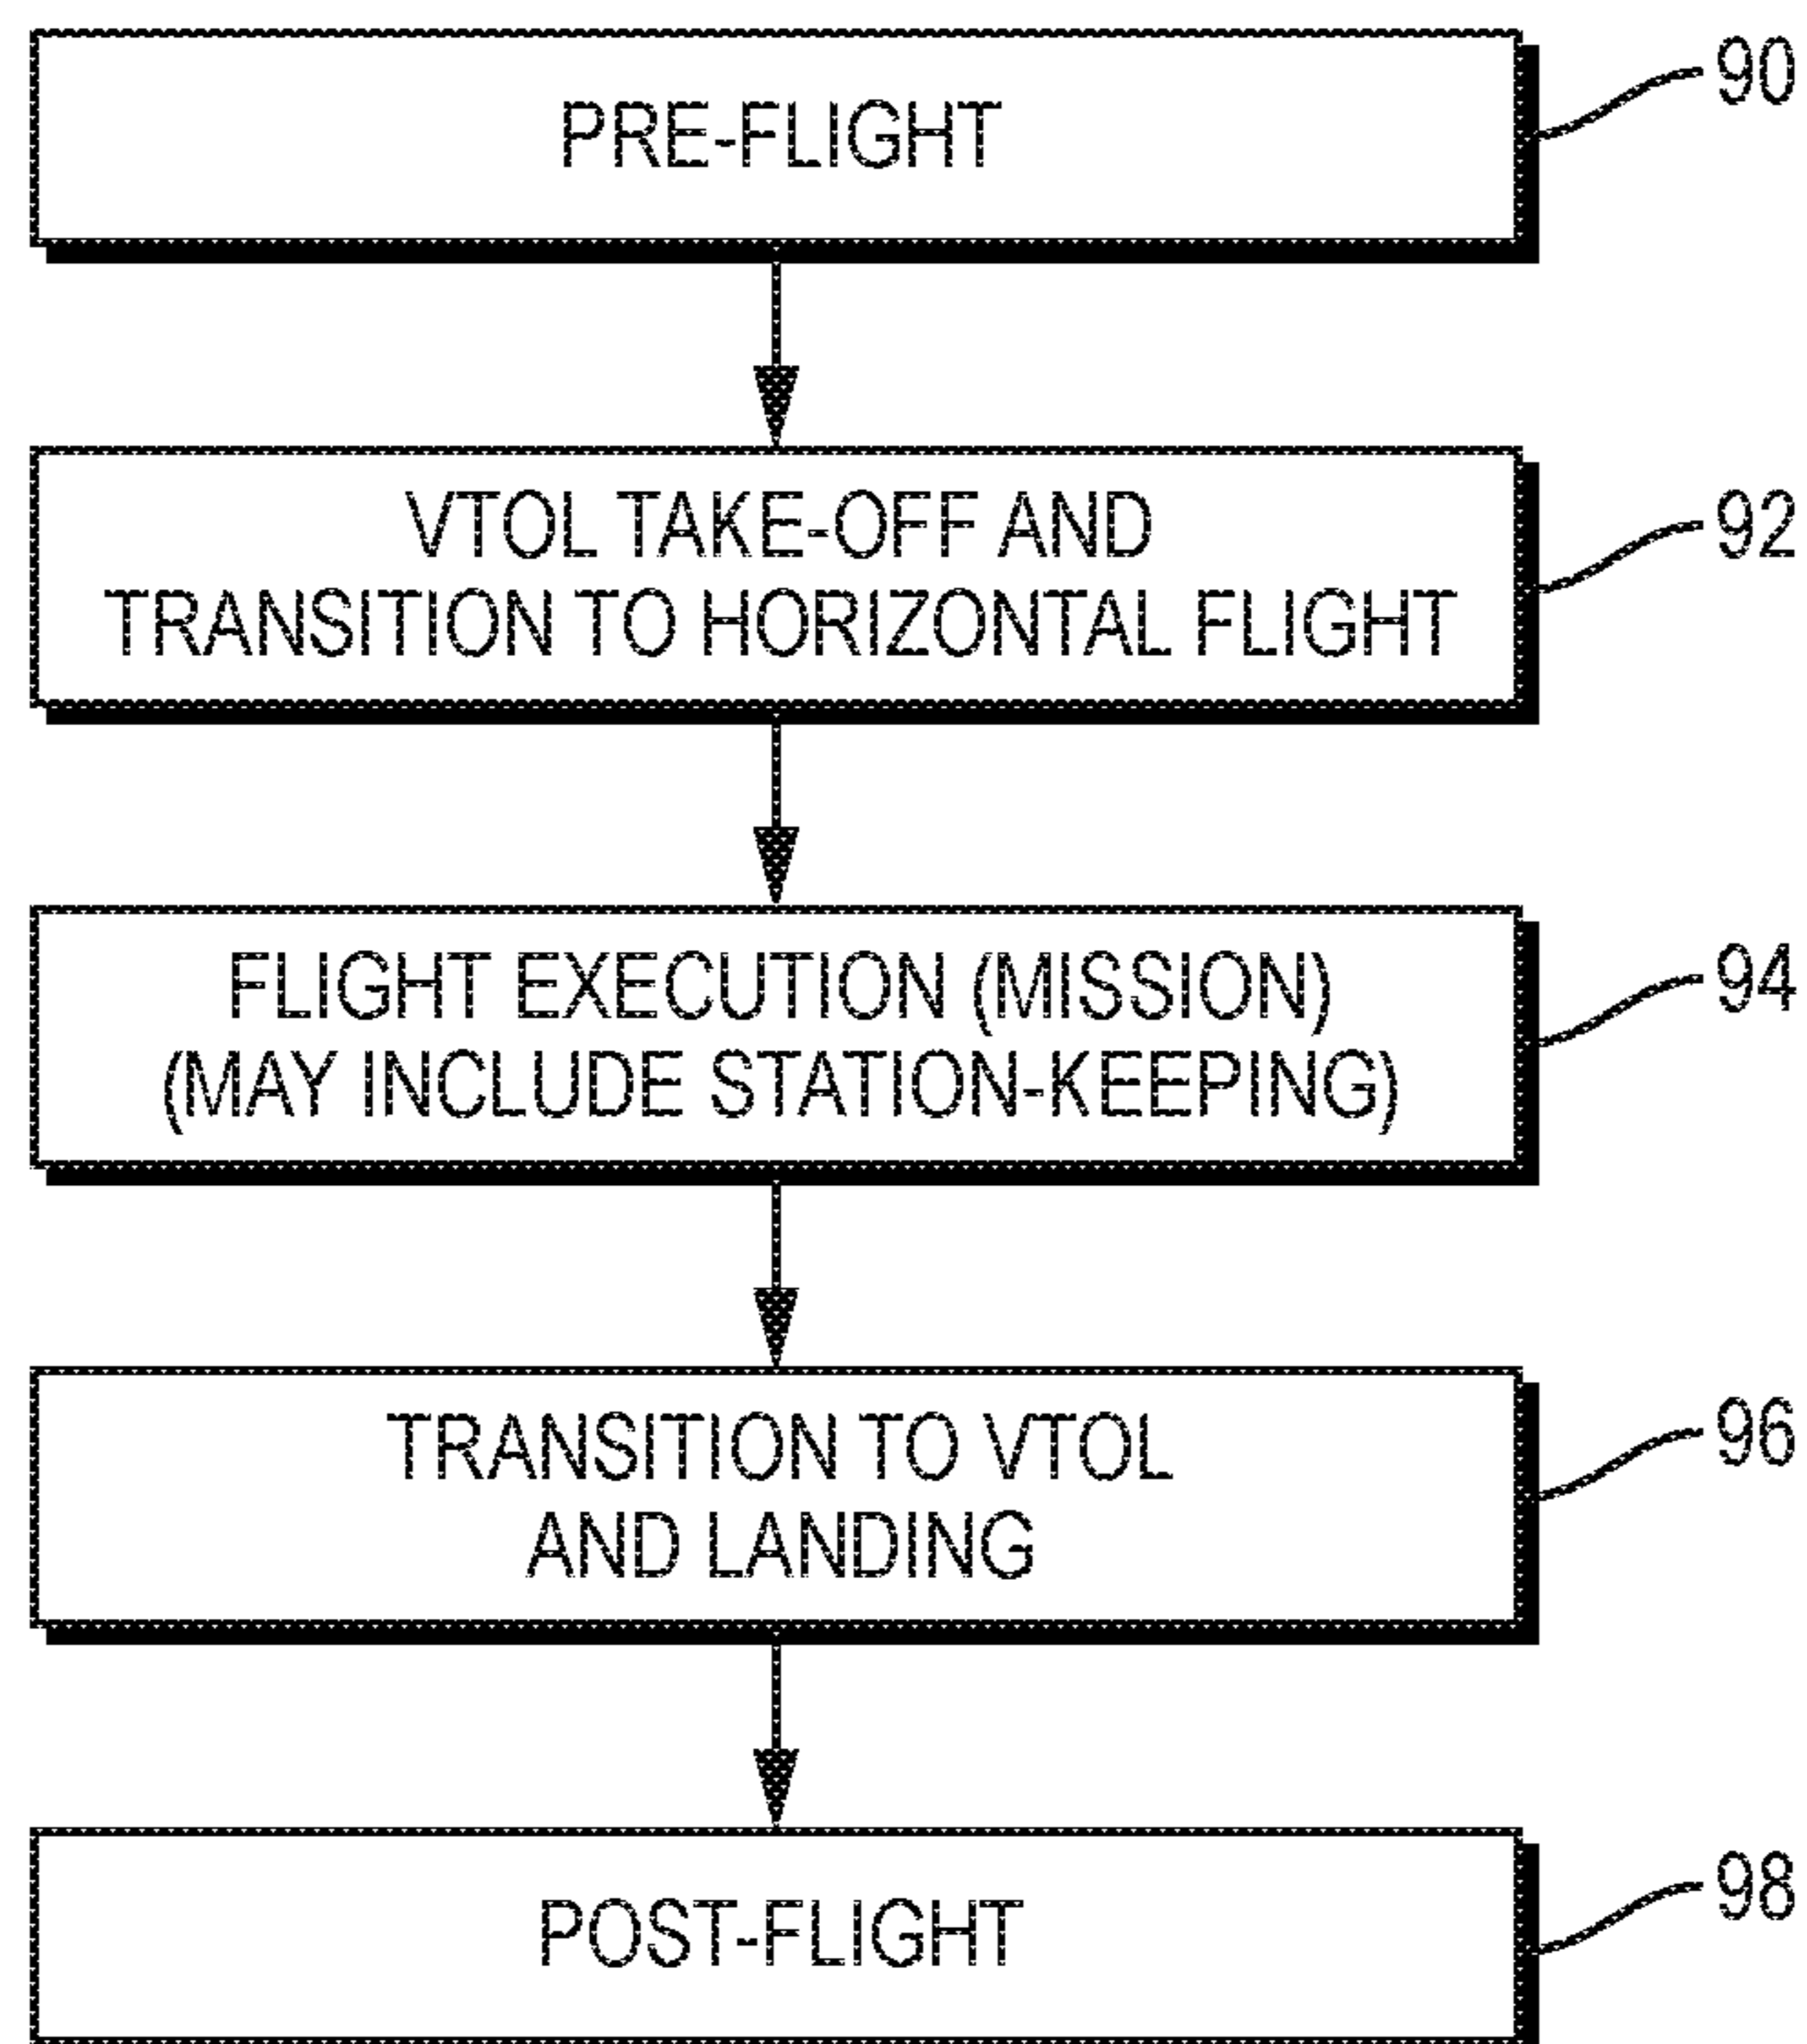 PRE-FLIGHT
90
VTOL TAKE-OFF AND
TRANSITION TO HORIZONTAL FLIGHT
92
FLIGHT EXECUTION (MISSION)
(MAY INCLUDE STATION-KEEPING)
94
TRANSITION TO VTOL
AND LANDING
96
POST-FLIGHT
98